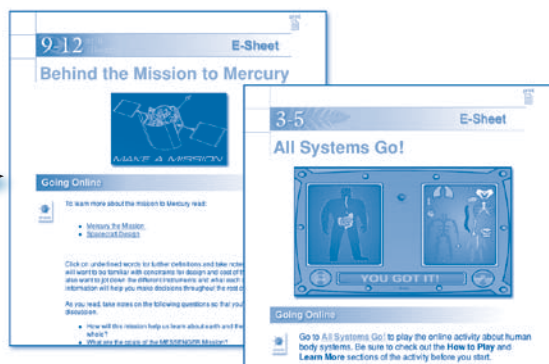 9-12
E-Sheet
Behind the Mission to Mercury
MAKE A MISSION
Going Online
To learn more about the mission to Mercury read:
Mercury the Mission
Spacecraft Design
Click on underlined words for further definitions and take note
will want to be familiar with constraints for design and cost of t
also want to jot down the different instruments and what each
information will help you make decisions throughout the rest o
As you read, take notes on the following questions so that you'
discussion.
How will this mission help us learn about earth and the
whole?
What are the goals of the MESSENGER Mission?
3-5
E-Sheet
All Systems Go!
YOU GOT IT!
Going Online
Go to All Systems Go! to play the online activity about human
body systems. Be sure to check out the How to Play and
Learn More sections of the activity before you start.